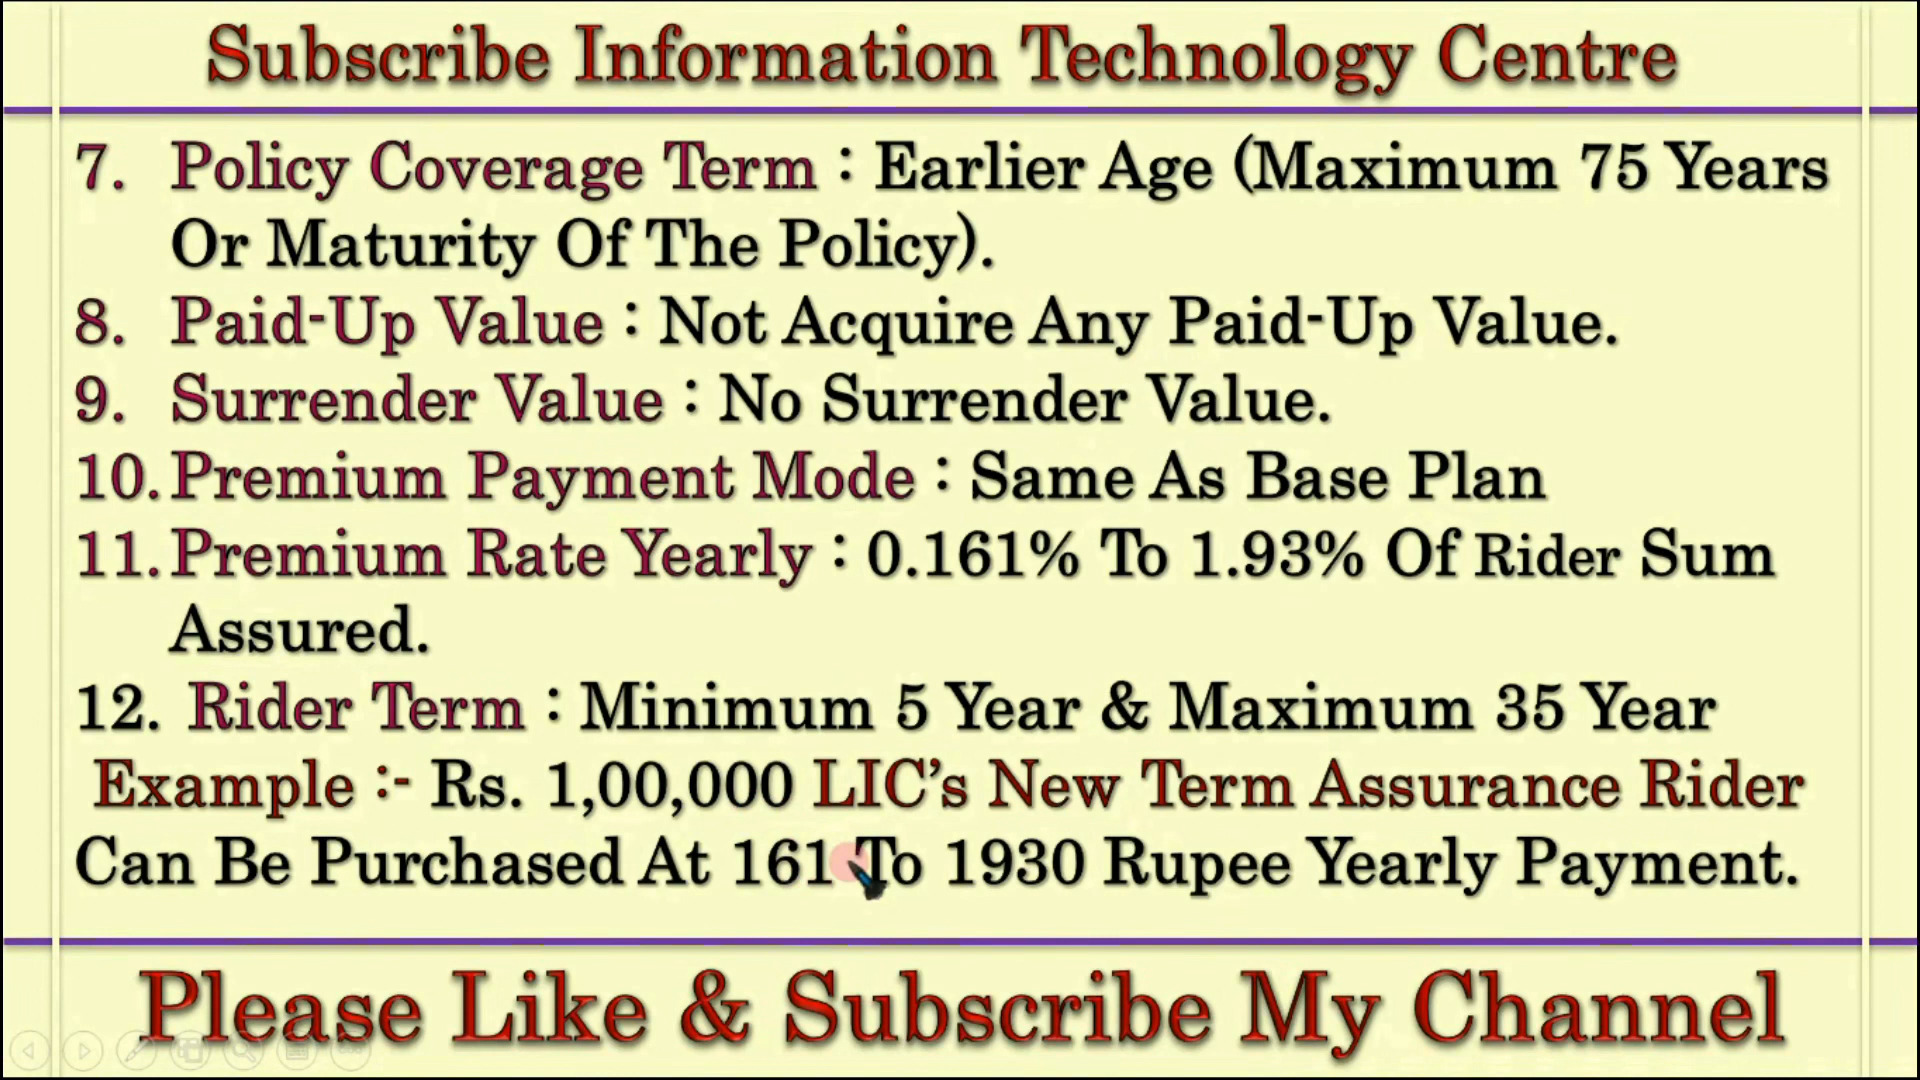 Subscribe Information Technology Centre
7. Policy Coverage Term : Earlier Age (Maximum 75 Years
Or Maturity Of The Policy).
8. Paid-Up Value : Not Acquire Any Paid-Up Value.
9. Surrender Value : No Surrender Value.
10. Premium Payment Mode : Same As Base Plan
11. Premium Rate Yearly : 0.161% To 1.93% Of Rider Sum
Assured.
12. Rider Term : Minimum 5 Year & Maximum 35 Year
Example :- Rs. 1,00,000 LIC's New Term Assurance Rider
Can Be Purchased At 161 To 1930 Rupee Yearly Payment.
Please Like & Subscribe My Channel